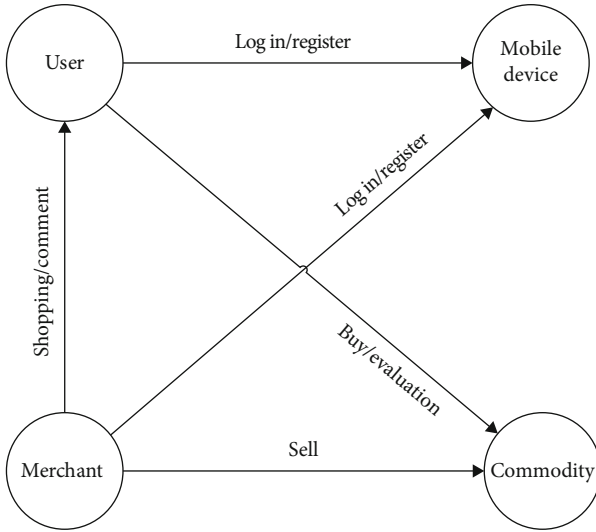 User
Log in/register
Mobile
device
Log in/register
Shopping/comment
Buy/evaluation
Merchant
Sell
Commodity